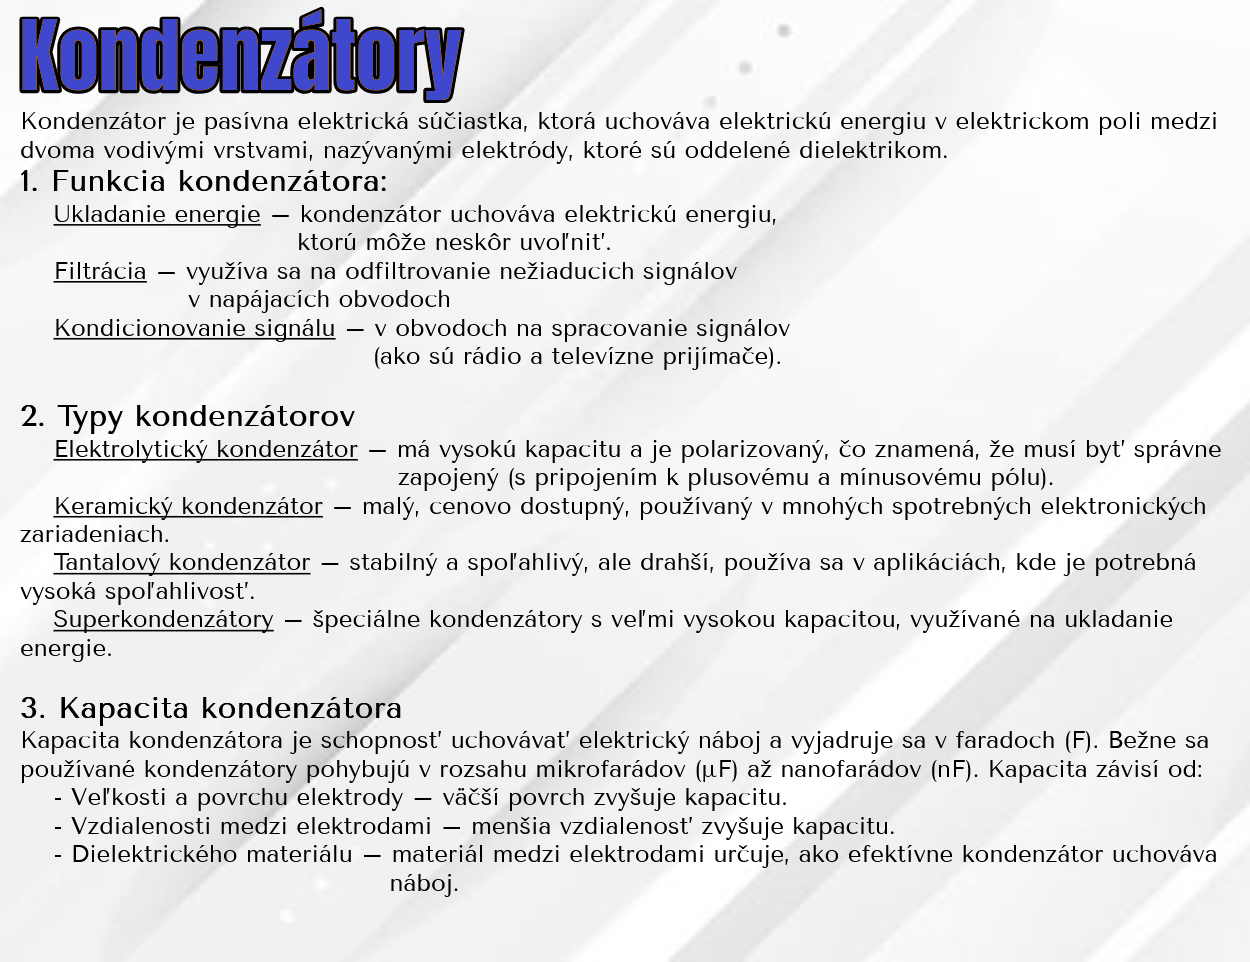 Kondenzátory
Kondenzátor je pasívna elektrická súčiastka, ktorá uchováva elektrickú energiu v elektrickom poli medzi
dvoma vodivými vrstvami, nazývanými elektródy, ktoré sú oddelené dielektrikom.
1. Funkcia kondenzátora:
Ukladanie energie – kondenzátor uchováva elektrickú energiu,
ktorú môže neskôr uvoľniť.
Filtrácia – využíva sa na odfiltrovanie nežiaducich signálov
v napájacích obvodoch
Kondicionovanie signálu – v obvodoch na spracovanie signálov
(ako sú rádio a televízne prijímače).
2. Typy kondenzátorov
Elektrolytický kondenzátor – má vysokú kapacitu a je polarizovaný, čo znamená, že musí byť správne
zapojený (s pripojením k plusovému a mínusovému pólu).
Keramický kondenzátor – malý, cenovo dostupný, používaný v mnohých spotrebných elektronických
zariadeniach.
Tantalový kondenzátor – stabilný a spoľahlivý, ale drahší, používa sa v aplikáciách, kde je potrebná
vysoká spoľahlivosť.
Superkondenzátory – špeciálne kondenzátory s veľmi vysokou kapacitou, využívané na ukladanie
energie.
3. Kapacita kondenzátora
Kapacita kondenzátora je schopnosť uchovávať elektrický náboj a vyjadruje sa v faradoch (F). Bežne sa
používané kondenzátory pohybujú v rozsahu mikrofarádov (μF) až nanofarádov (nF). Kapacita závisí od:
- Veľkosti a povrchu elektrody – väčší povrch zvyšuje kapacitu.
- Vzdialenosti medzi elektrodami – menšia vzdialenosť zvyšuje kapacitu.
- Dielektrického materiálu – materiál medzi elektrodami určuje, ako efektívne kondenzátor uchováva
náboj.